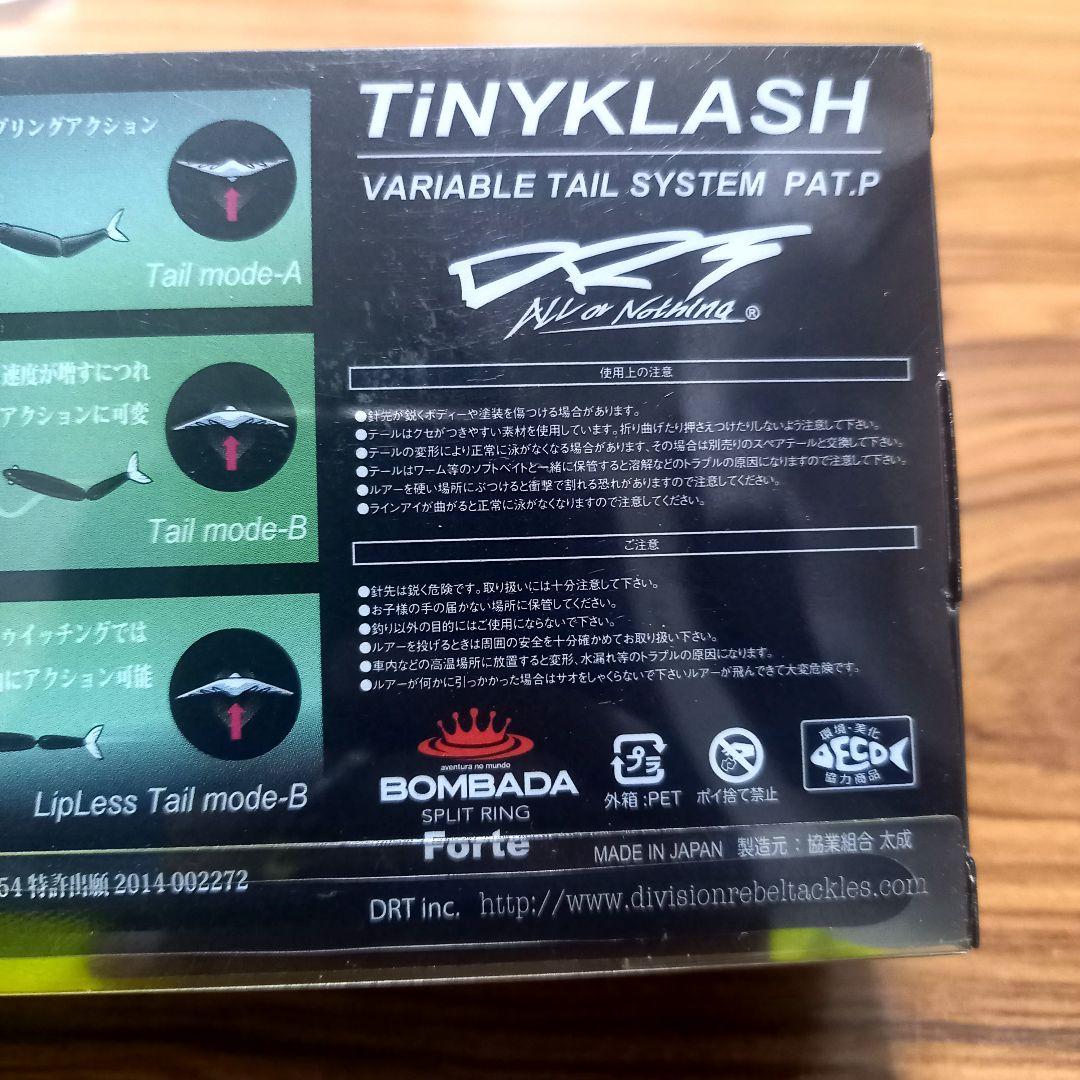 TiNYKLASH
VARIABLE TAIL SYSTEM PAT.P
DRT
All or Nothing®
ブリングアクション
Tail mode-A
速度が増すにつれ
アクションに可変
Tail mode-B
ゥイッチングでは
にアクション可能
LipLess Tail mode-B
使用上の注意
●針先が鋭くボディーや塗装を傷つける場合があります。
●テールはクセがつきやすい素材を使用しています。折り曲げたり押さえつけたりしないよう注意して下さい。
●テールの変形により正常に泳がなくなる場合があります、その場合は別売りのスペアテールと交換して下さい。
●テールはワーム等のソフトベイトと一緒に保管すると溶解などのトラブルの原因になりますので注意して下さい。
●ルアーを硬い場所にぶつけると衝撃で割れる恐れがありますので注意してください。
●ラインアイが曲がると正常に泳がなくなりますので注意してください。
ご注意
●針先は鋭く危険です。取り扱いには十分注意して下さい。
●お子様の手の届かない場所に保管してください。
●釣り以外の目的にはご使用にならないで下さい。
●ルアーを投げるときは周囲の安全を十分確かめてお取り扱い下さい。
●車内などの高温場所に放置すると変形、水漏れ等のトラブルの原因になります。
●ルアーが何かに引っかかった場合はサオをしゃくらないで下さいルアーが飛んできて大変危険です。
aventura no mundo
BOMBADA
SPLIT RING
Forte
プラ
外箱:PET
ポイ捨て禁止
環境・美化
ECO
協力商品
MADE IN JAPAN 製造元：協業組合 太成
54 特許出願 2014-002272
DRT inc. http://www.divisionrebeltackles.com